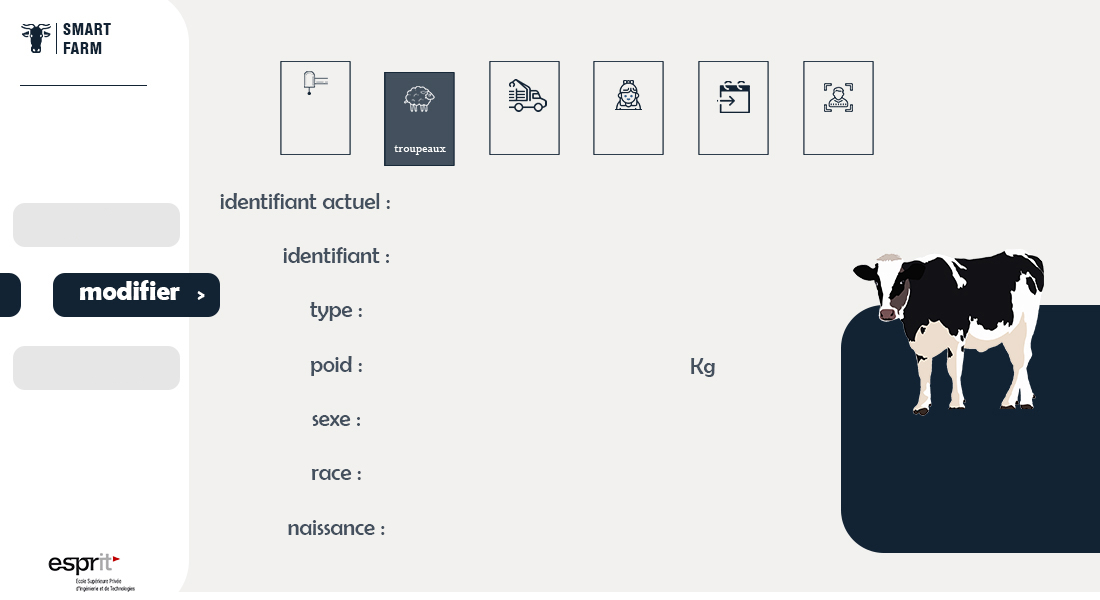 SMART
FARM
troupeaux
identifiant actuel :
identifiant :
modifier >
type :
poid :
Kg
sexe :
race :
naissance :
esprit
Ecole Supérieure Privée
d'Ingénierie et de Technologies